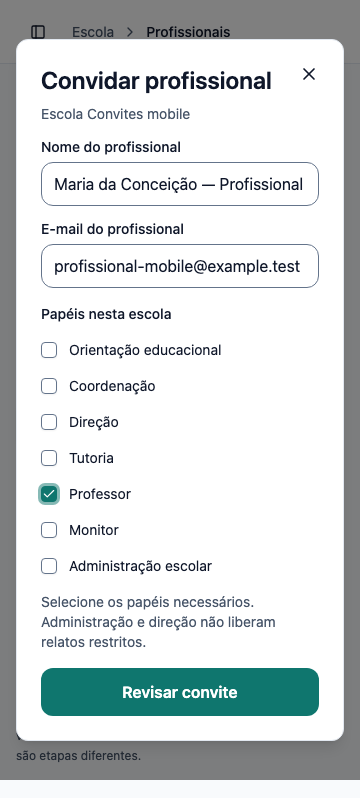 Escola > Profissionais
Convidar profissional
Escola Convites mobile
Nome do profissional
Maria da Conceição — Profissional
E-mail do profissional
profissional-mobile@example.test
Papéis nesta escola
Orientação educacional
Coordenação
Direção
Tutoria
Professor
Monitor
Administração escolar
Selecione os papéis necessários.
Administração e direção não liberam
relatos restritos.
Revisar convite
são etapas diferentes.